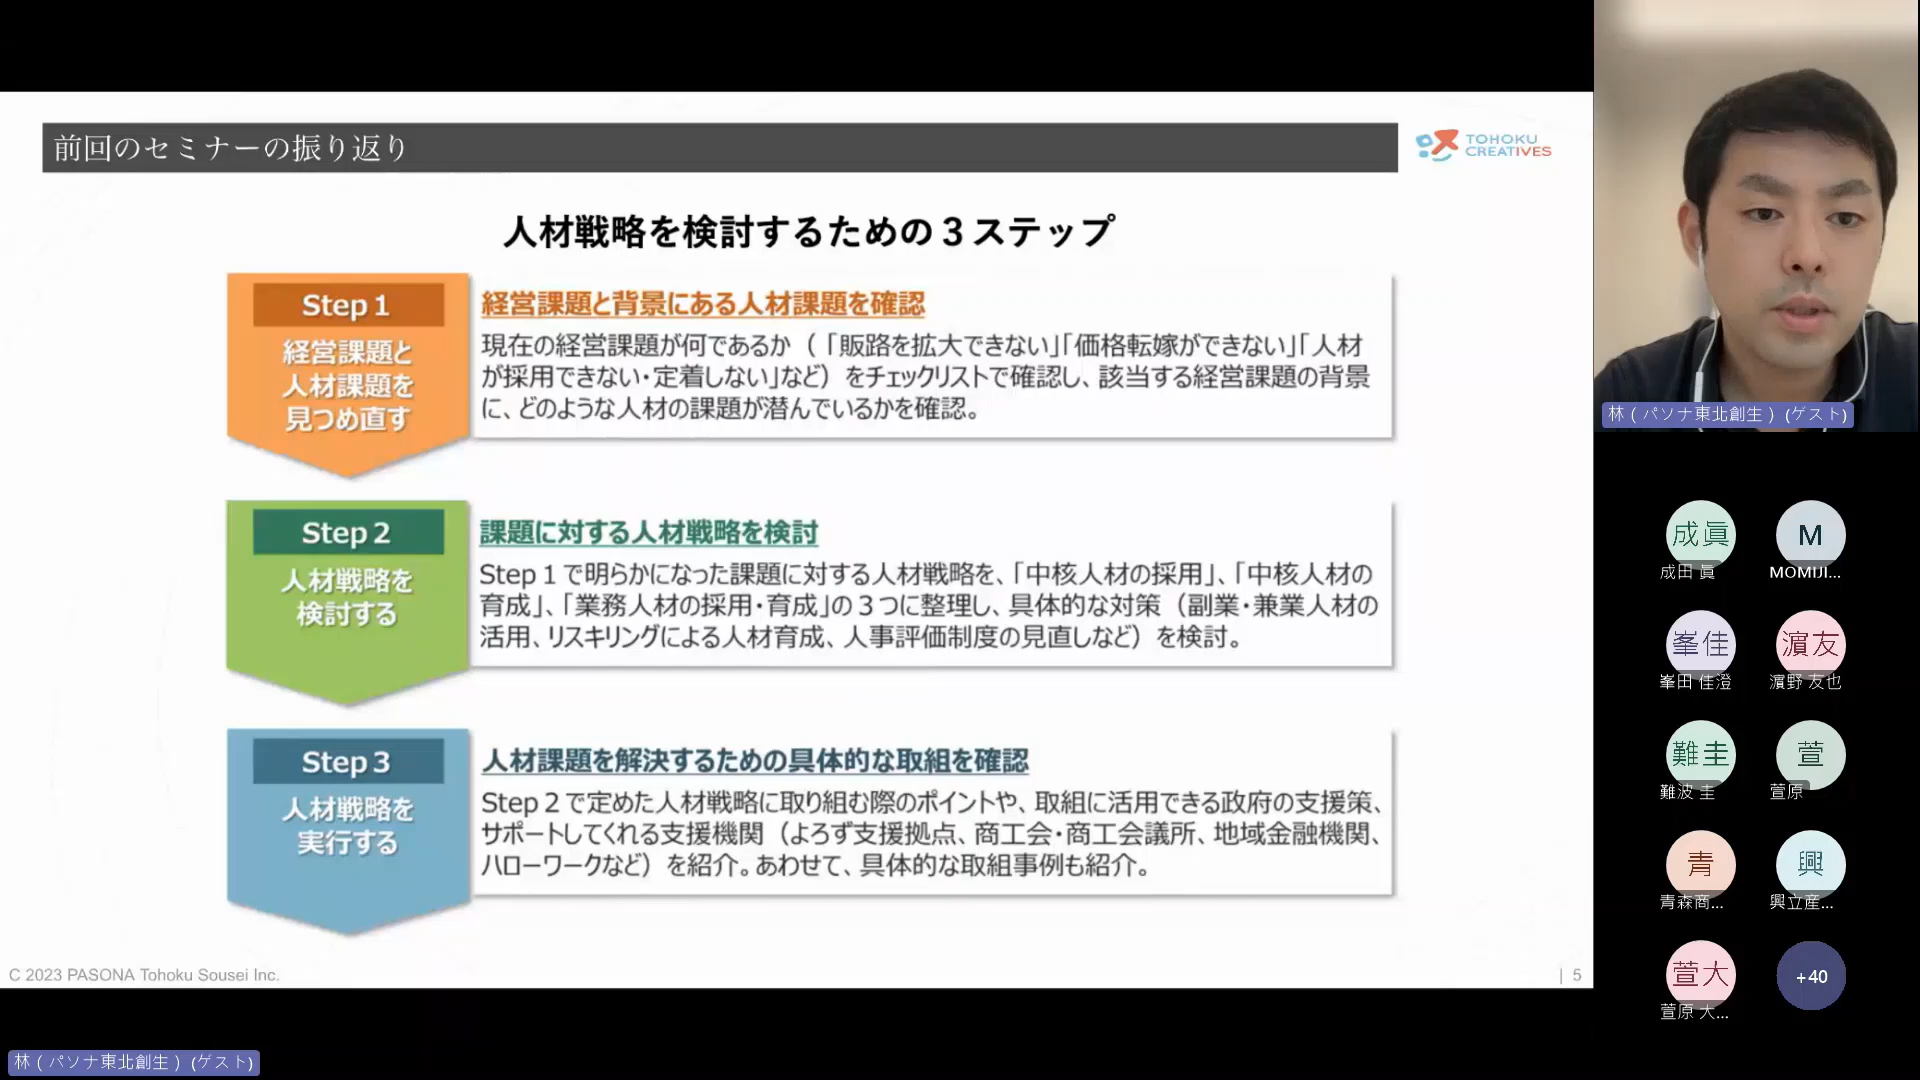 前回のセミナーの振り返り
TOHOKU
CREATIVES
人材戦略を検討するための3ステップ
Step 1
経営課題と
人材課題を
見つめ直す
経営課題と背景にある人材課題を確認
現在の経営課題が何であるか（「販路を拡大できない」「価格転嫁ができない」「人材
が採用できない・定着しない」など）をチェックリストで確認し、該当する経営課題の背景
に、どのような人材の課題が潜んでいるかを確認。
Step 2
人材戦略を
検討する
課題に対する人材戦略を検討
Step 1で明らかになった課題に対する人材戦略を、「中核人材の採用」、「中核人材の
育成」、「業務人材の採用・育成」の3つに整理し、具体的な対策（副業・兼業人材の
活用、リスキリングによる人材育成、人事評価制度の見直しなど）を検討。
Step 3
人材戦略を
実行する
人材課題を解決するための具体的な取組を確認
Step 2で定めた人材戦略に取り組む際のポイントや、取組に活用できる政府の支援策、
サポートしてくれる支援機関（よろず支援拠点、商工会・商工会議所、地域金融機関、
ハローワークなど）を紹介。あわせて、具体的な取組事例も紹介。
C 2023 PASONA Tohoku Sousei Inc.
| 5
林（パソナ東北創生）(ゲスト)
林（パソナ東北創生）(ゲスト)
成眞
成田 眞
M
MOMIJI...
峯佳
峯田 佳澄
濵友
濵野 友也
難圭
難波 圭
萱
萱原
青
青森商...
興
興立産...
萱大
萱原 大...
+40